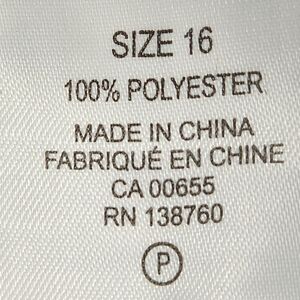 SIZE 16
100% POLYESTER
MADE IN CHINA
FABRIQUÉ EN CHINE
CA 00655
RN 138760
P